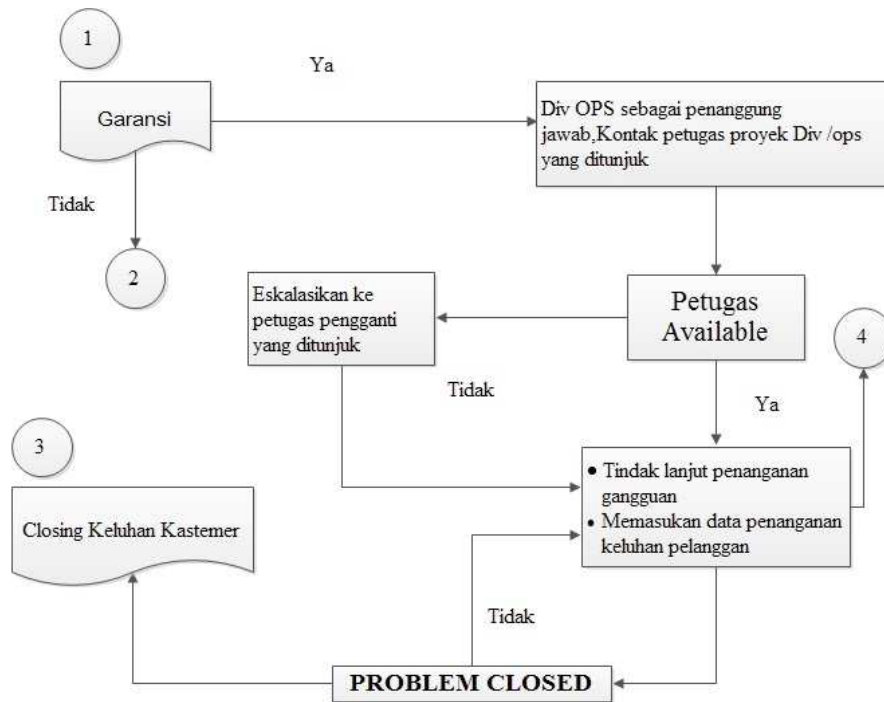 1
Ya
Garansi
Div OPS sebagai penanggung
jawab,Kontak petugas proyek Div /ops
yang ditunjuk
Tidak
2
Eskalasikan ke
petugas pengganti
yang ditunjuk
Petugas
Available
4
Tidak
Ya
3
• Tindak lanjut penanganan
gangguan
• Memasukan data penanganan
keluhan pelanggan
Closing Keluhan Kastemer
Tidak
PROBLEM CLOSED